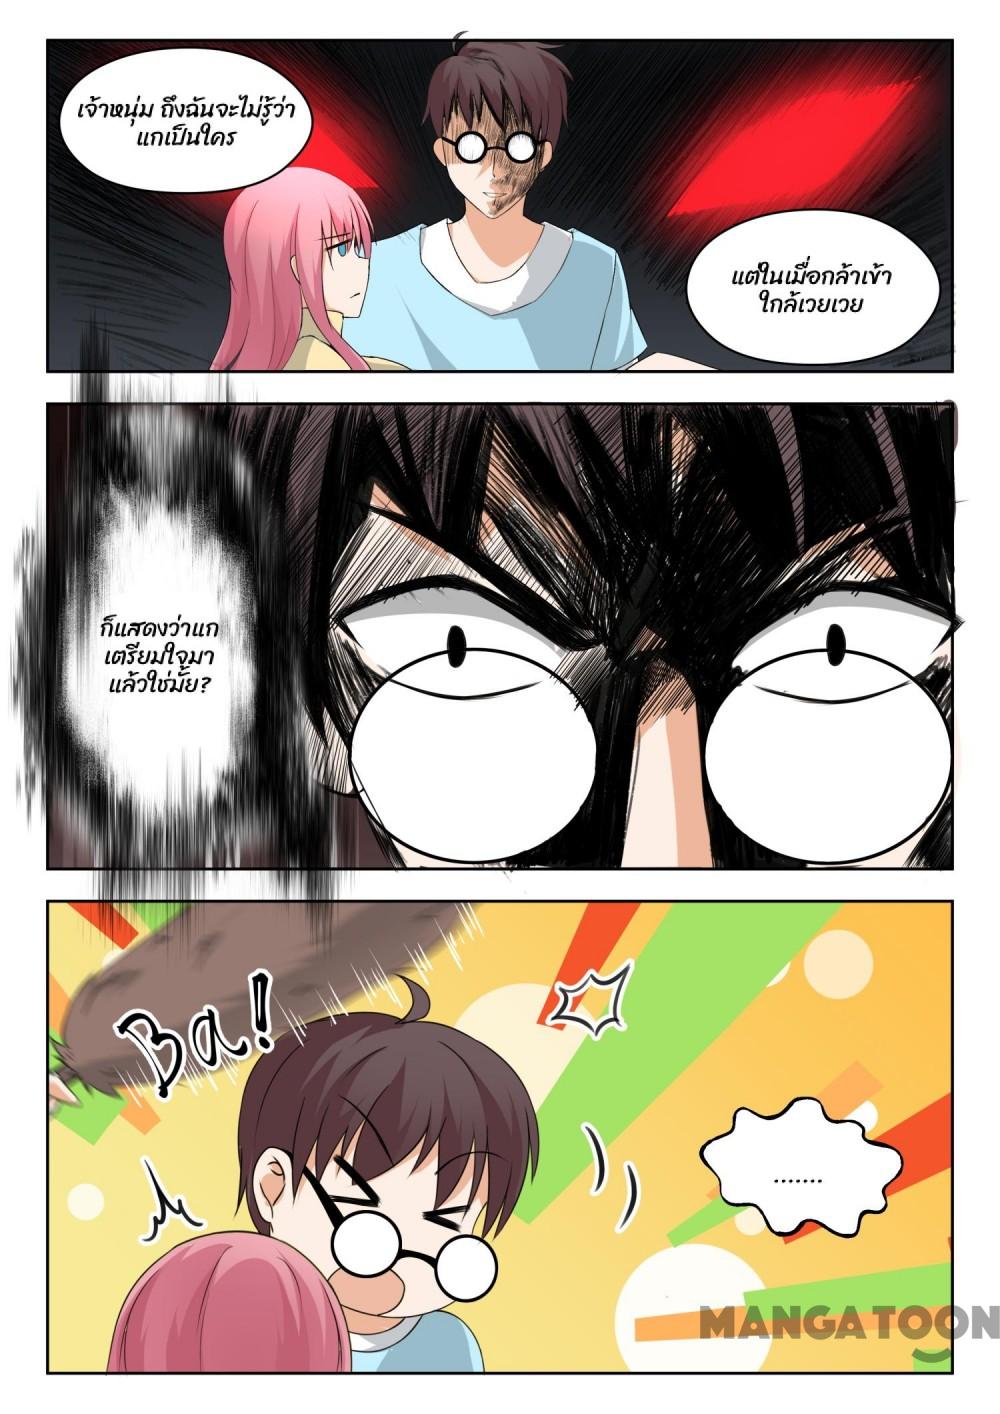 เจ้าหนุ่ม ถึงฉันจะไม่รู้ว่า
แกเป็นใคร
แต่ในเมื่อกล้าเข้า
ใกล้เวยเวย
ก็แสดงว่าแก
เตรียมใจมา
แล้วใช่มั้ย?
Ba!
.......
MANGATOON